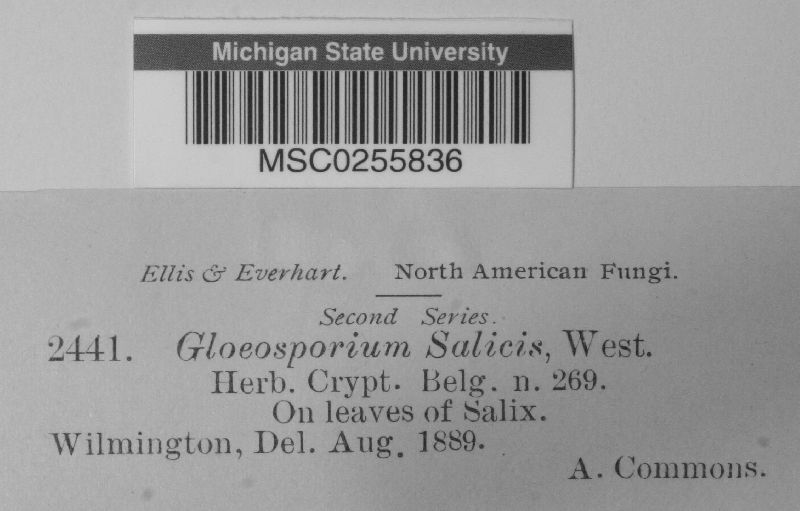 Michigan State University
MSC0255836
Ellis & Everhart. North American Fungi.
Second Series.
2441. Gloeosporium Salicis, West.
Herb. Crypt. Belg. n. 269.
On leaves of Salix.
Wilmington, Del. Aug. 1889.
A. Commons.